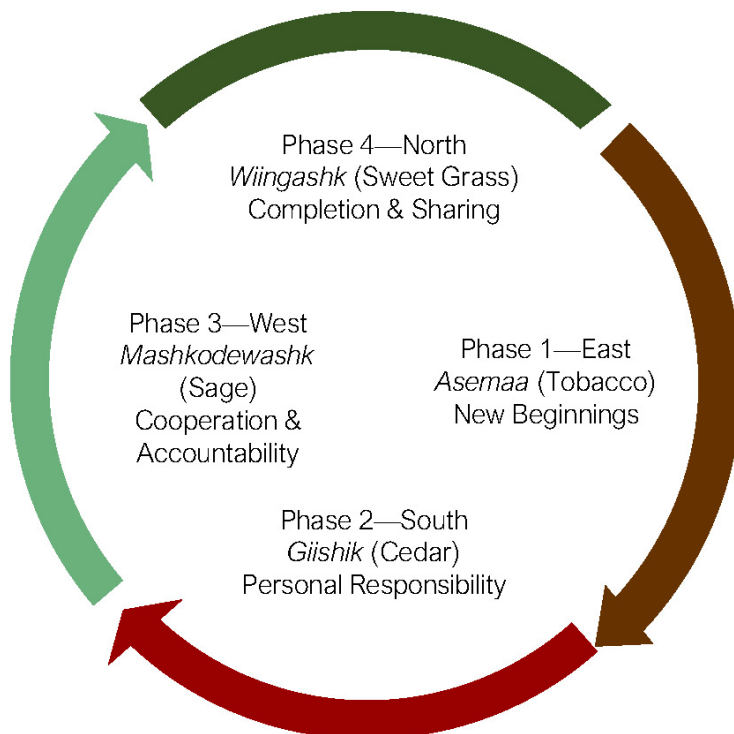 Phase 4—North
Wiingashk (Sweet Grass)
Completion & Sharing
Phase 3—West
Mashkodewashk
(Sage)
Cooperation &
Accountability
Phase 1—East
Asemaa (Tobacco)
New Beginnings
Phase 2—South
Giishik (Cedar)
Personal Responsibility